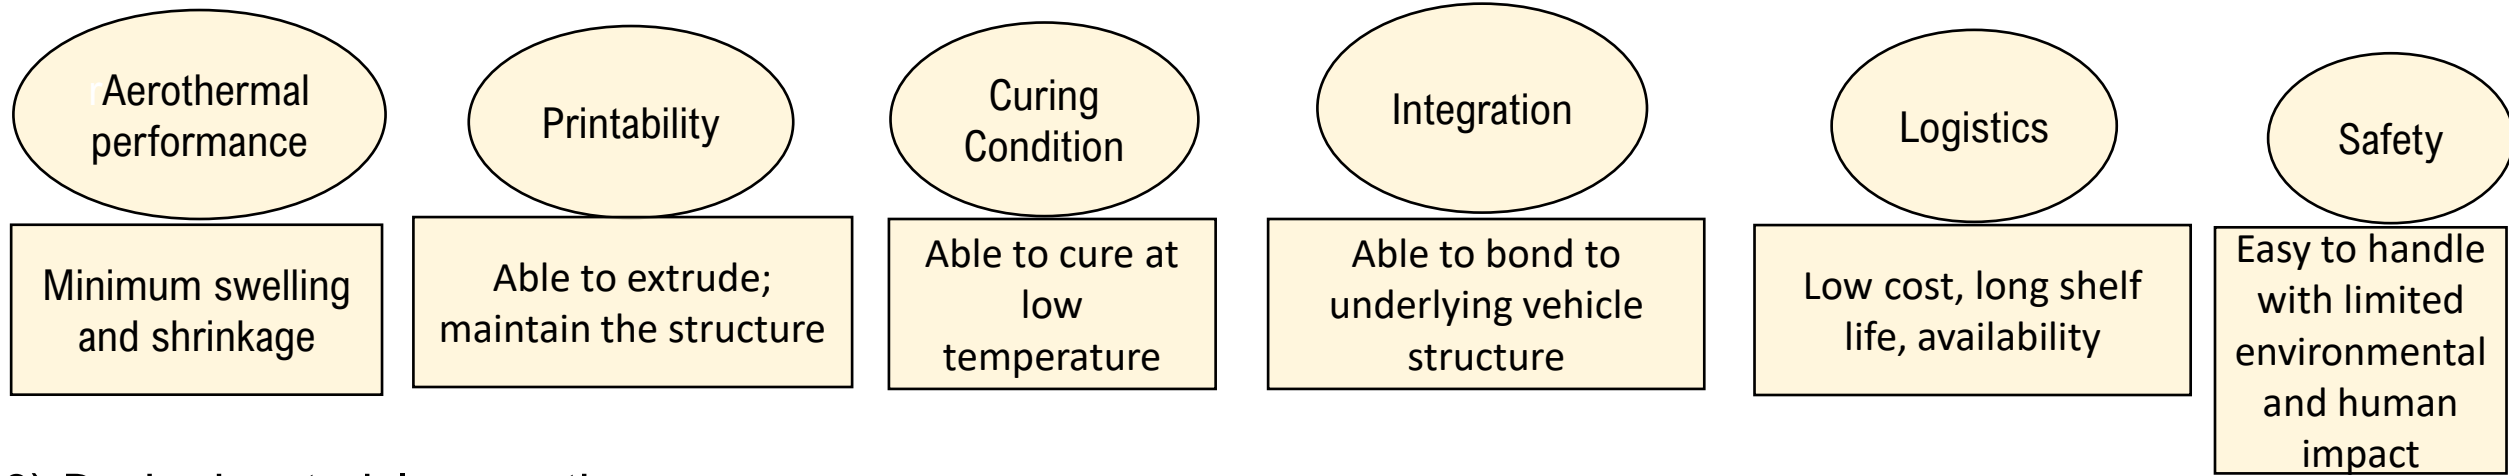 Aerothermal
performance
Printability
Curing
Condition
Integration
Logistics
Safety
Minimum swelling
and shrinkage
Able to extrude;
maintain the structure
Able to cure at
low
temperature
Able to bond to
underlying vehicle
structure
Low cost, long shelf
life, availability
Easy to handle
with limited
environmental
and human
impact